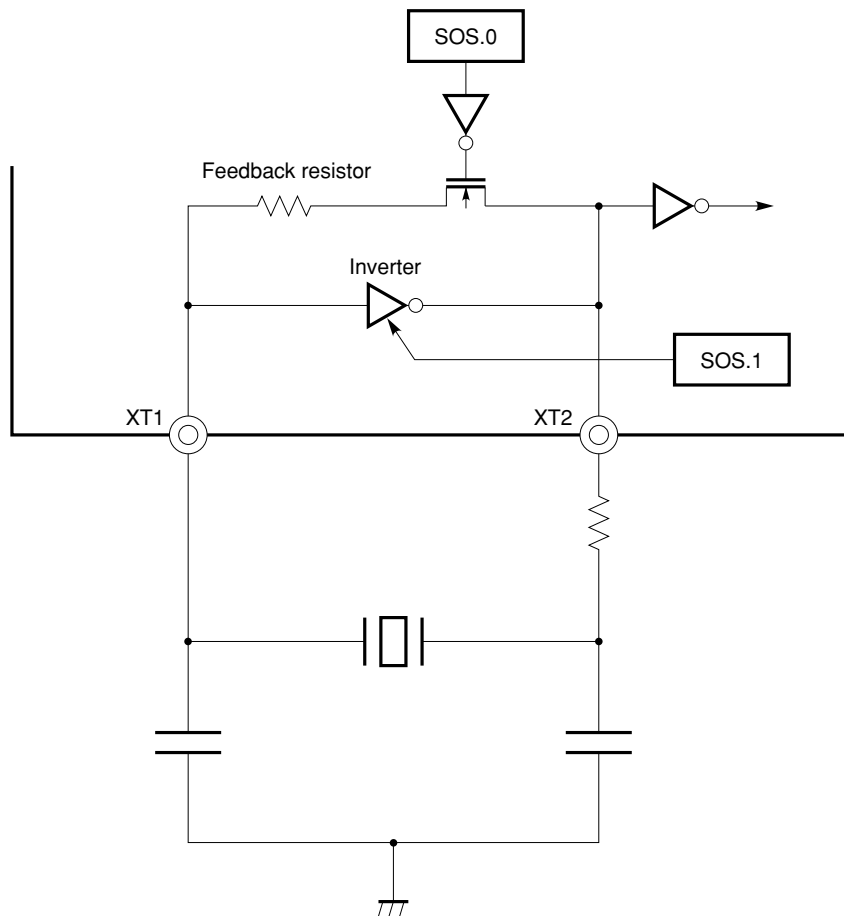 SOS.0
Feedback resistor
Inverter
SOS.1
XT1
XT2